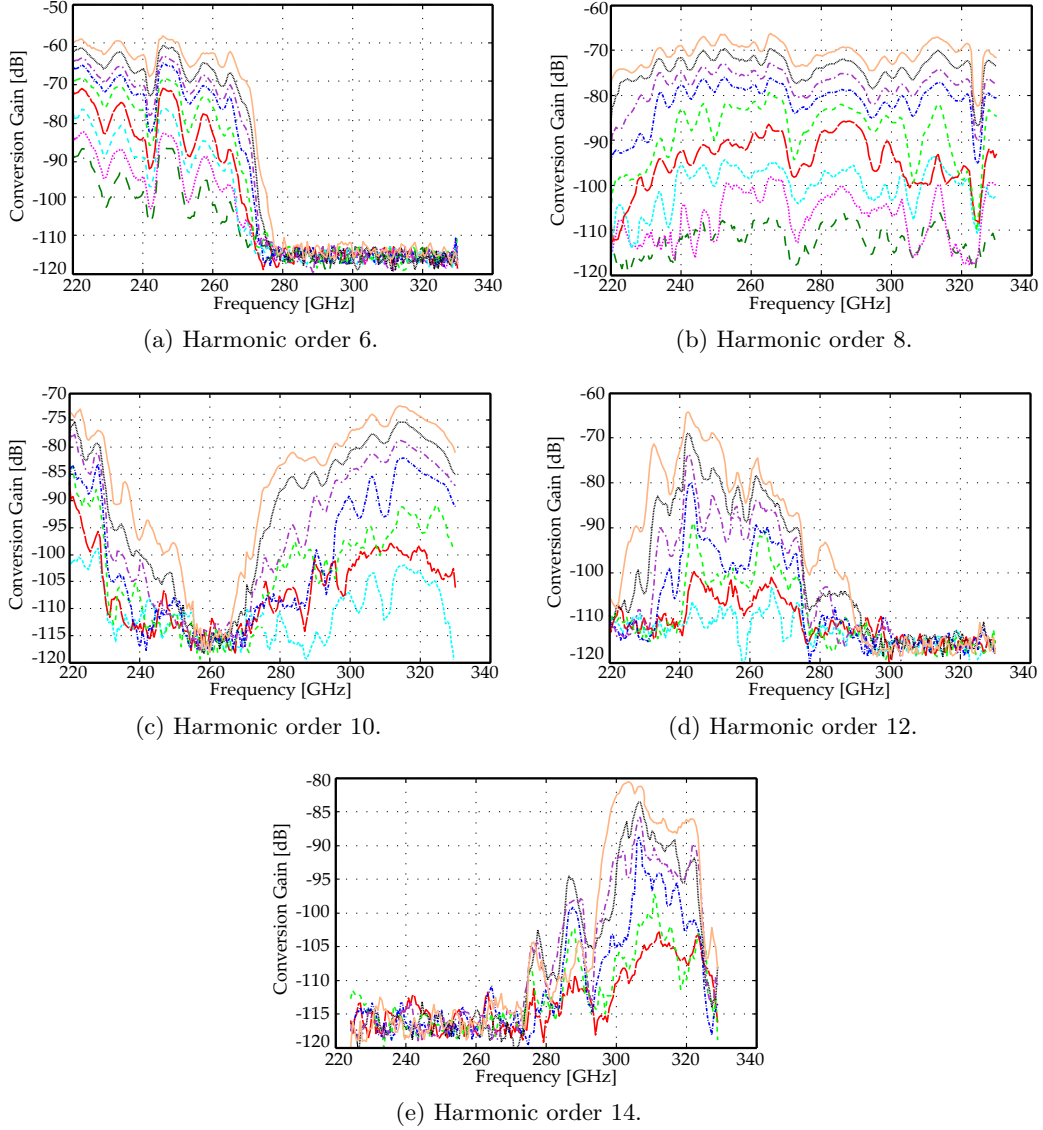 -50
-60
-70
-80
-90
-100
-110
-120
220 240 260 280 300 320 340
Conversion Gain [dB]
Frequency [GHz]
(a) Harmonic order 6.
-60
-70
-80
-90
-100
-110
-120
220 240 260 280 300 320 340
Conversion Gain [dB]
Frequency [GHz]
(b) Harmonic order 8.
-70
-75
-80
-85
-90
-95
-100
-105
-110
-115
-120
220 240 260 280 300 320 340
Conversion Gain [dB]
Frequency [GHz]
(c) Harmonic order 10.
-60
-70
-80
-90
-100
-110
-120
220 240 260 280 300 320 340
Conversion Gain [dB]
Frequency [GHz]
(d) Harmonic order 12.
-80
-85
-90
-95
-100
-105
-110
-115
-120
220 240 260 280 300 320 340
Conversion Gain [dB]
Frequency [GHz]
(e) Harmonic order 14.